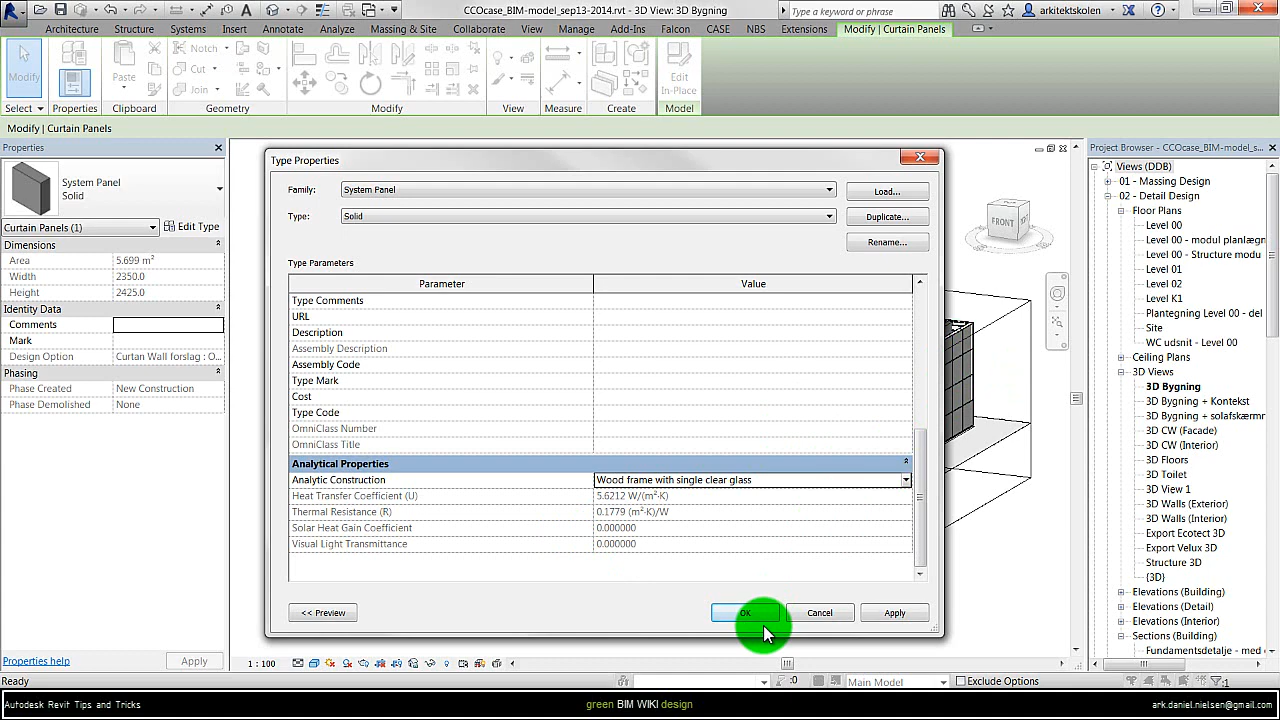 CCOcase_BIM-model_sep13-2014.rvt - 3D View: 3D Bygning
Type a keyword or phrase
arkitektskolen
Architecture Structure Systems Insert Annotate Analyze Massing & Site Collaborate View Manage Add-Ins Falcon CASE NBS Extensions Modify | Curtain Panels
Modify
Paste
Notch
Cut
Join
Edit
In-Place
Select Properties Clipboard Geometry Modify View Measure Create Model
Modify | Curtain Panels
Properties
System Panel
Solid
Curtain Panels (1)
Edit Type
Dimensions
Area 5.699 m²
Width 2350.0
Height 2425.0
Identity Data
Comments
Mark
Design Option Curtan Wall forslag : O...
Phasing
Phase Created New Construction
Phase Demolished None
Properties help
Apply
Type Properties
Family: System Panel Load...
Type: Solid Duplicate...
Rename...
Type Parameters
Parameter Value
Type Comments
URL
Description
Assembly Description
Assembly Code
Type Mark
Cost
Type Code
OmniClass Number
OmniClass Title
Analytical Properties
Analytic Construction Wood frame with single clear glass
Heat Transfer Coefficient (U) 5.6212 W/(m²·K)
Thermal Resistance (R) 0.1779 (m²·K)/W
Solar Heat Gain Coefficient 0.000000
Visual Light Transmittance 0.000000
<< Preview OK Cancel Apply
FRONT
Project Browser - CCOcase_BIM-model_s...
Views (DDB)
01 - Massing Design
02 - Detail Design
Floor Plans
Level 00
Level 00 - modul planlægn
Level 00 - Structure modu
Level 01
Level 02
Level K1
Plantegning Level 00 - del
Site
WC udsnit - Level 00
Ceiling Plans
3D Views
3D Bygning
3D Bygning + Kontekst
3D Bygning + solafskærmr
3D CW (Facade)
3D CW (Interior)
3D Floors
3D Toilet
3D View 1
3D Walls (Exterior)
3D Walls (Interior)
Export Ecotect 3D
Export Velux 3D
Structure 3D
{3D}
Elevations (Building)
Elevations (Detail)
Elevations (Interior)
Sections (Building)
Fundamentsdetalje - mod
1 : 100
Ready
:0
Main Model
Exclude Options
:1
Autodesk Revit Tips and Tricks
green BIM WIKI design
ark.daniel.nielsen@gmail.com